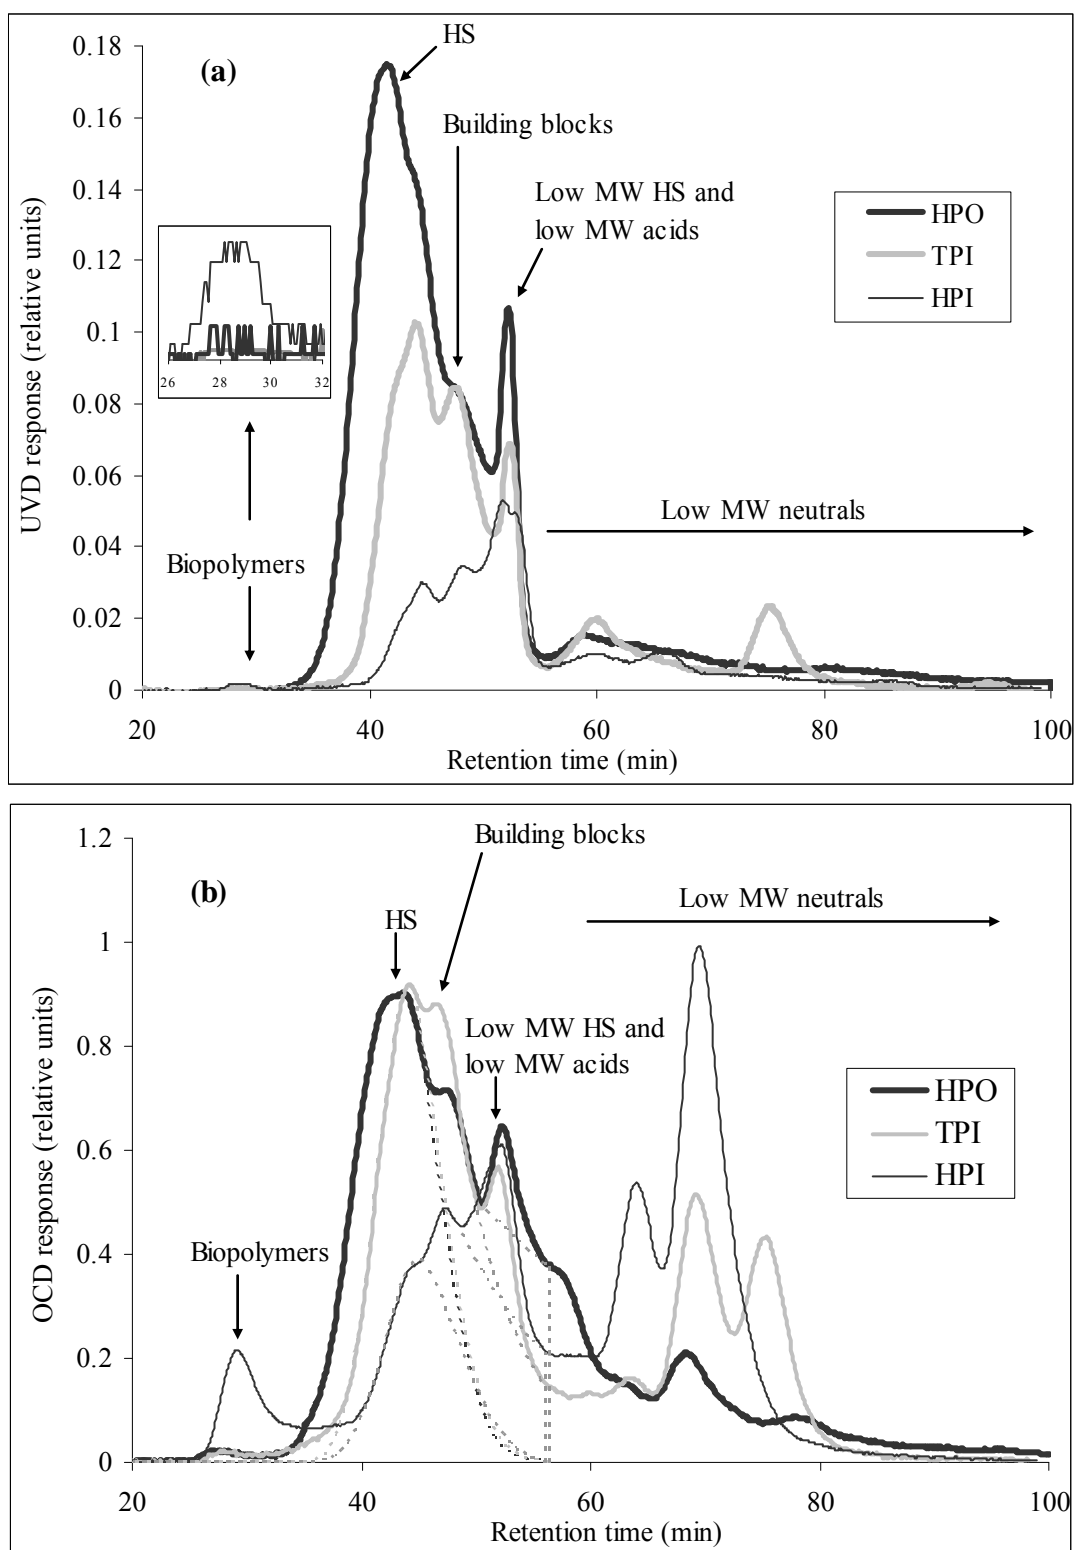 0.18
0.16
0.14
0.12
0.1
0.08
0.06
0.04
0.02
0
UVD response (relative units)
(a)
HS
Building blocks
Low MW HS and
low MW acids
HPO
TPI
HPI
26 28 30 32
Biopolymers
Low MW neutrals
20 40 60 80 100
Retention time (min)
1.2
1
0.8
0.6
0.4
0.2
0
OCD response (relative units)
(b)
Building blocks
HS
Low MW neutrals
Low MW HS and
low MW acids
HPO
TPI
HPI
Biopolymers
20 40 60 80 100
Retention time (min)